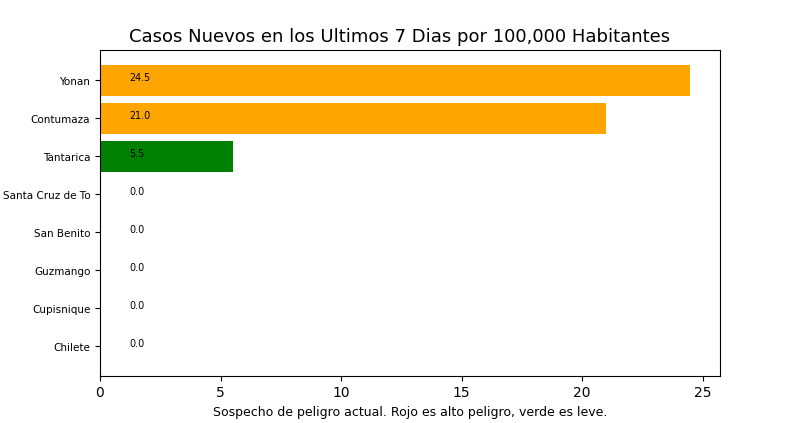 Casos Nuevos en los Ultimos 7 Dias por 100,000 Habitantes
Yonan 24.5
Contumaza 21.0
Tantarica 5.5
Santa Cruz de To 0.0
San Benito 0.0
Guzmango 0.0
Cupisnique 0.0
Chilete 0.0
0 5 10 15 20 25
Sospecho de peligro actual. Rojo es alto peligro, verde es leve.